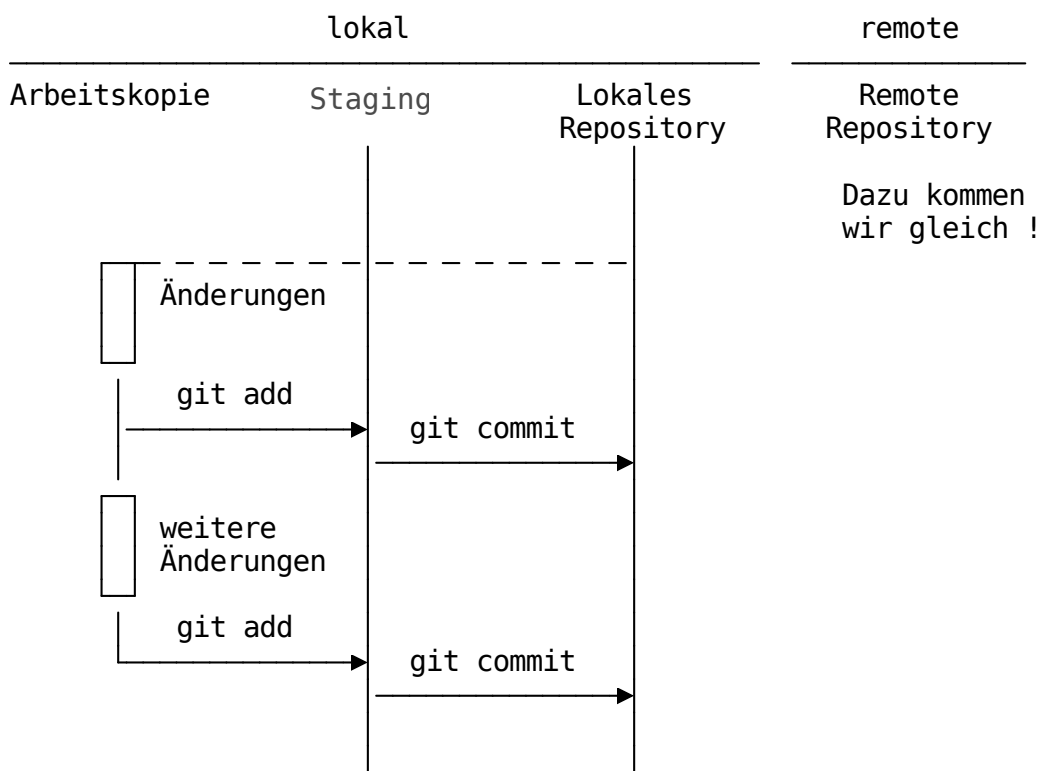 lokal
remote
Arbeitskopie
Staging
Lokales
Repository
Remote
Repository
Dazu kommen
wir gleich !
Änderungen
git add
git commit
weitere
Änderungen
git add
git commit